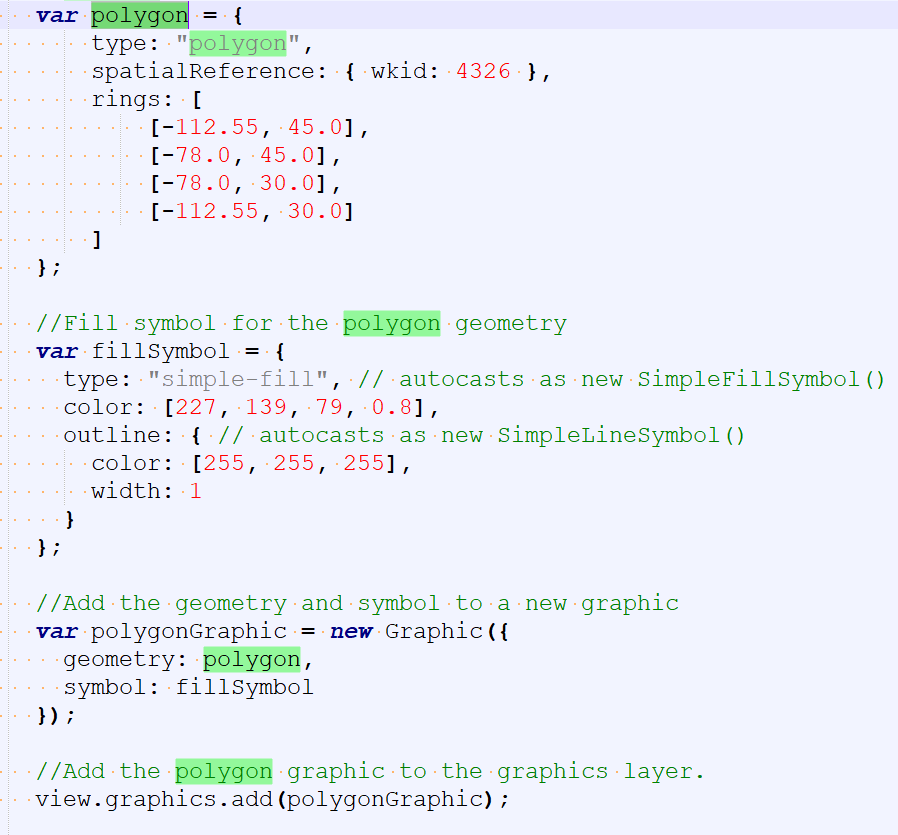 var polygon = {
type: "polygon",
spatialReference: { wkid: 4326 },
rings: [
[-112.55, 45.0],
[-78.0, 45.0],
[-78.0, 30.0],
[-112.55, 30.0]
]
};
//Fill symbol for the polygon geometry
var fillSymbol = {
type: "simple-fill", // autocasts as new SimpleFillSymbol()
color: [227, 139, 79, 0.8],
outline: { // autocasts as new SimpleLineSymbol()
color: [255, 255, 255],
width: 1
}
};
//Add the geometry and symbol to a new graphic
var polygonGraphic = new Graphic({
geometry: polygon,
symbol: fillSymbol
});
//Add the polygon graphic to the graphics layer.
view.graphics.add(polygonGraphic);